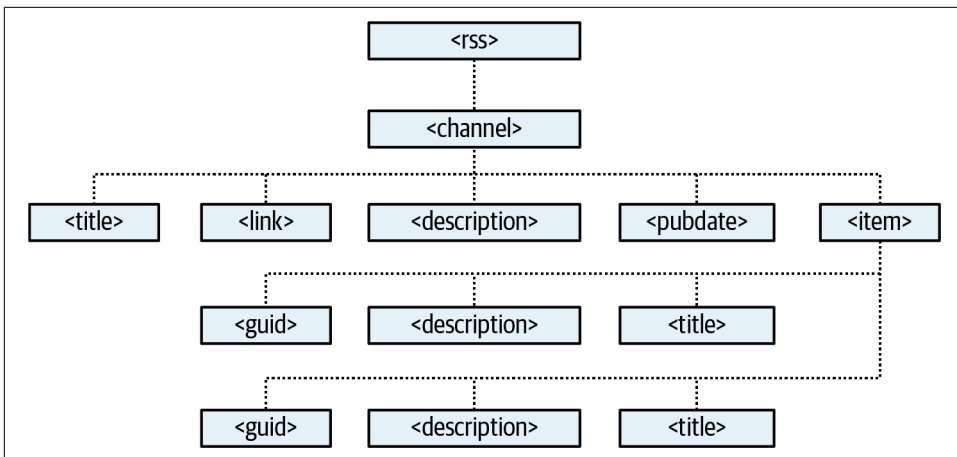 <rss>
<channel>
<title> <link> <description> <pubdate> <item>
<guid> <description> <title>
<guid> <description> <title>